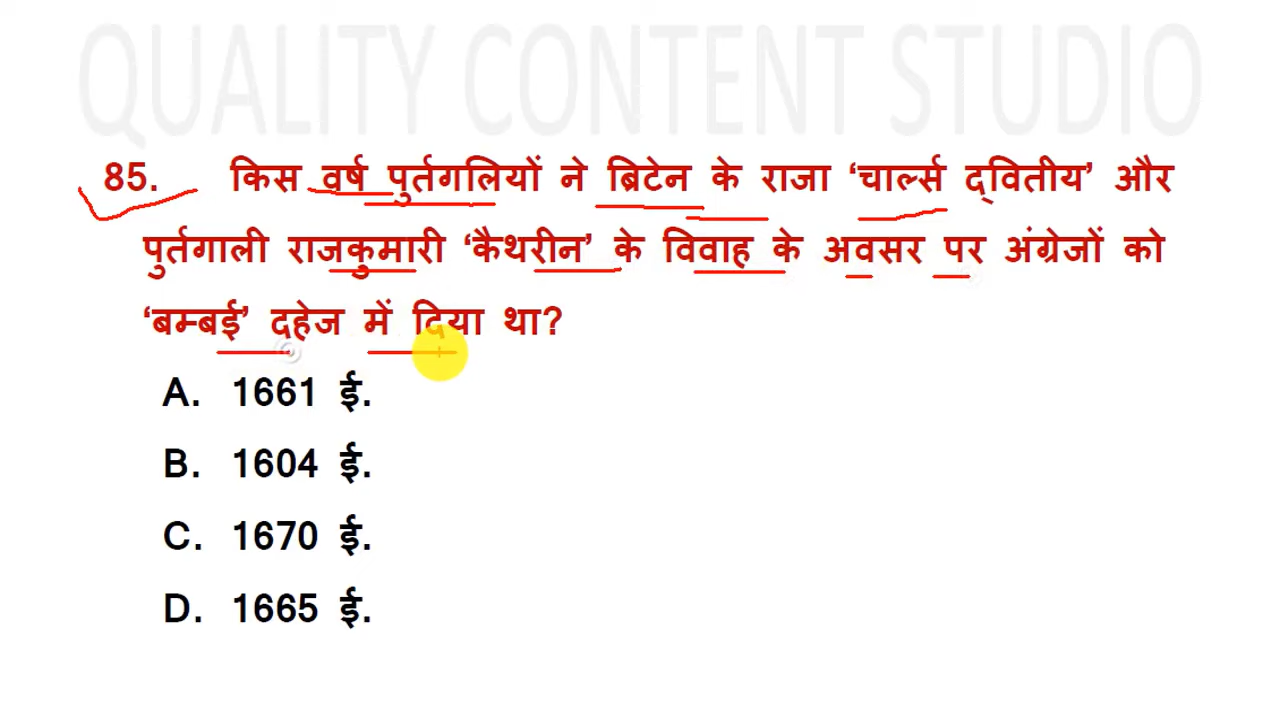 QUALITY CONTENT STUDIO
85. किस वर्ष पुर्तगलियों ने ब्रिटेन के राजा ‘चार्ल्स द्वितीय’ और
पुर्तगाली राजकुमारी ‘कैथरीन’ के विवाह के अवसर पर अंग्रेजों को
‘बम्बई’ दहेज में दिया था?
A. 1661 ई.
B. 1604 ई.
C. 1670 ई.
D. 1665 ई.